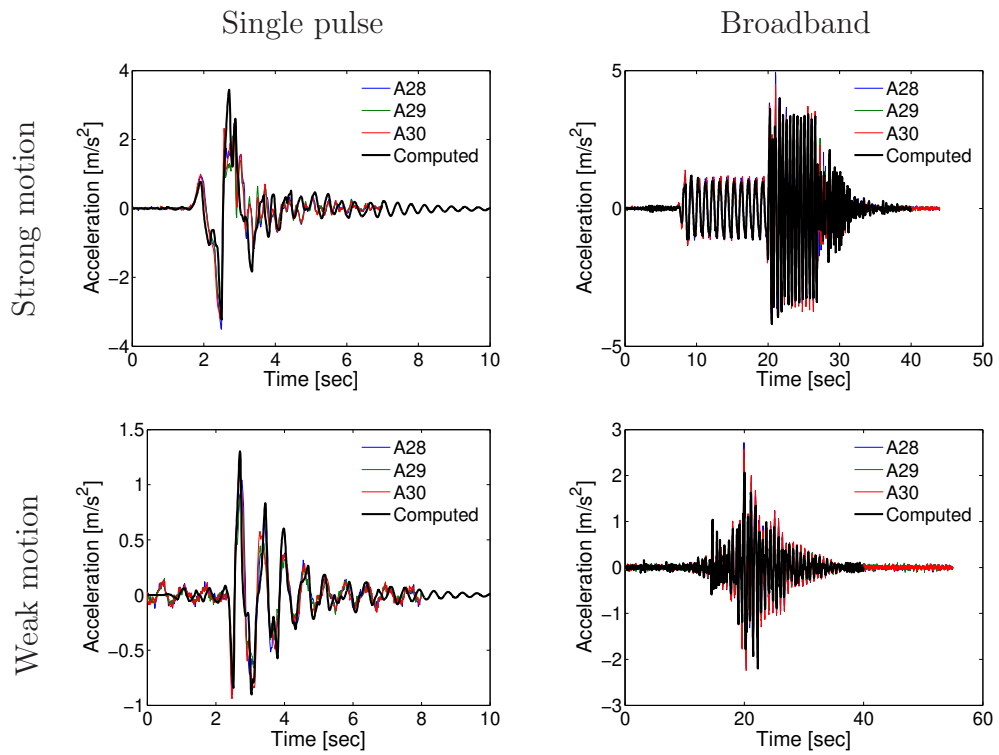 Single pulse
Broadband
Strong motion
Acceleration [m/s²]
4
2
0
−2
−4
0 2 4 6 8 10
Time [sec]
A28
A29
A30
Computed
Acceleration [m/s²]
5
0
−5
0 10 20 30 40 50
Time [sec]
A28
A29
A30
Computed
Weak motion
Acceleration [m/s²]
1.5
1
0.5
0
−0.5
−1
0 2 4 6 8 10
Time [sec]
A28
A29
A30
Computed
Acceleration [m/s²]
3
2
1
0
−1
−2
−3
0 20 40 60
Time [sec]
A28
A29
A30
Computed